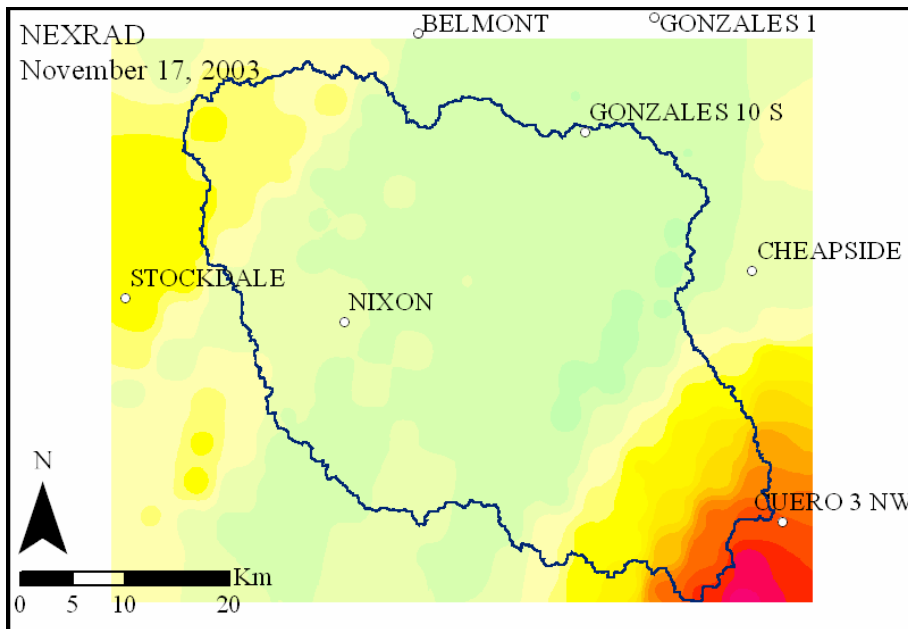 NEXRAD
November 17, 2003
BELMONT
GONZALES 1
GONZALES 10 S
CHEAPSIDE
STOCKDALE
NIXON
CUERO 3 NW
N
Km
0 5 10 20